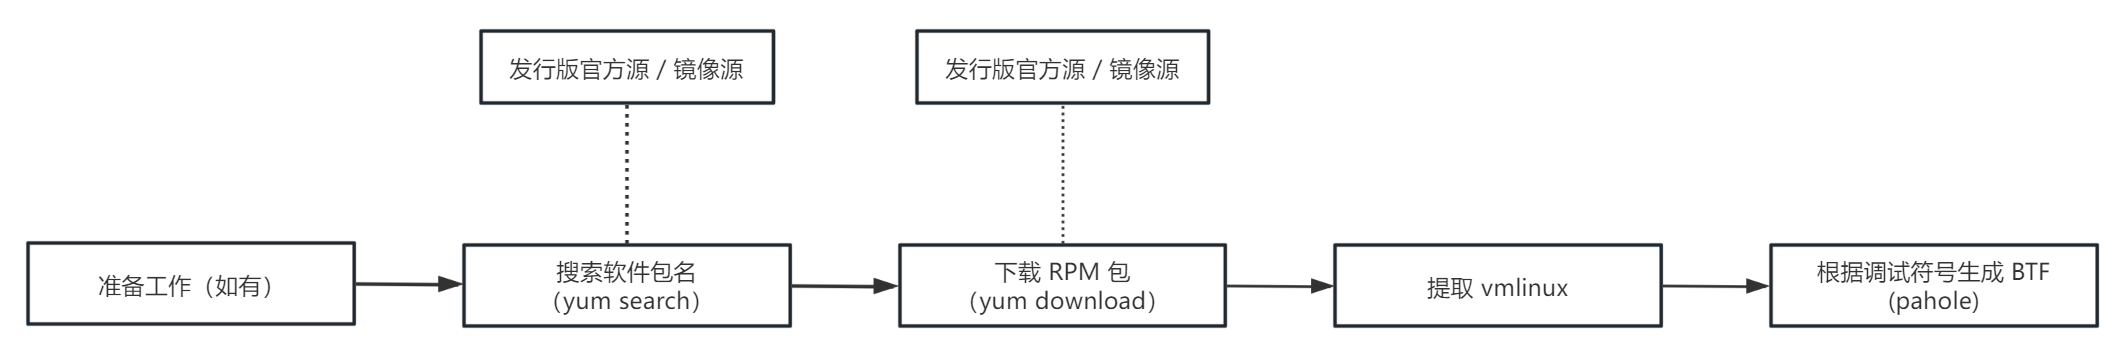 发行版官方源 / 镜像源
发行版官方源 / 镜像源
准备工作（如有）
搜索软件包名
（yum search）
下载 RPM 包
（yum download）
提取 vmlinux
根据调试符号生成 BTF
(pahole)